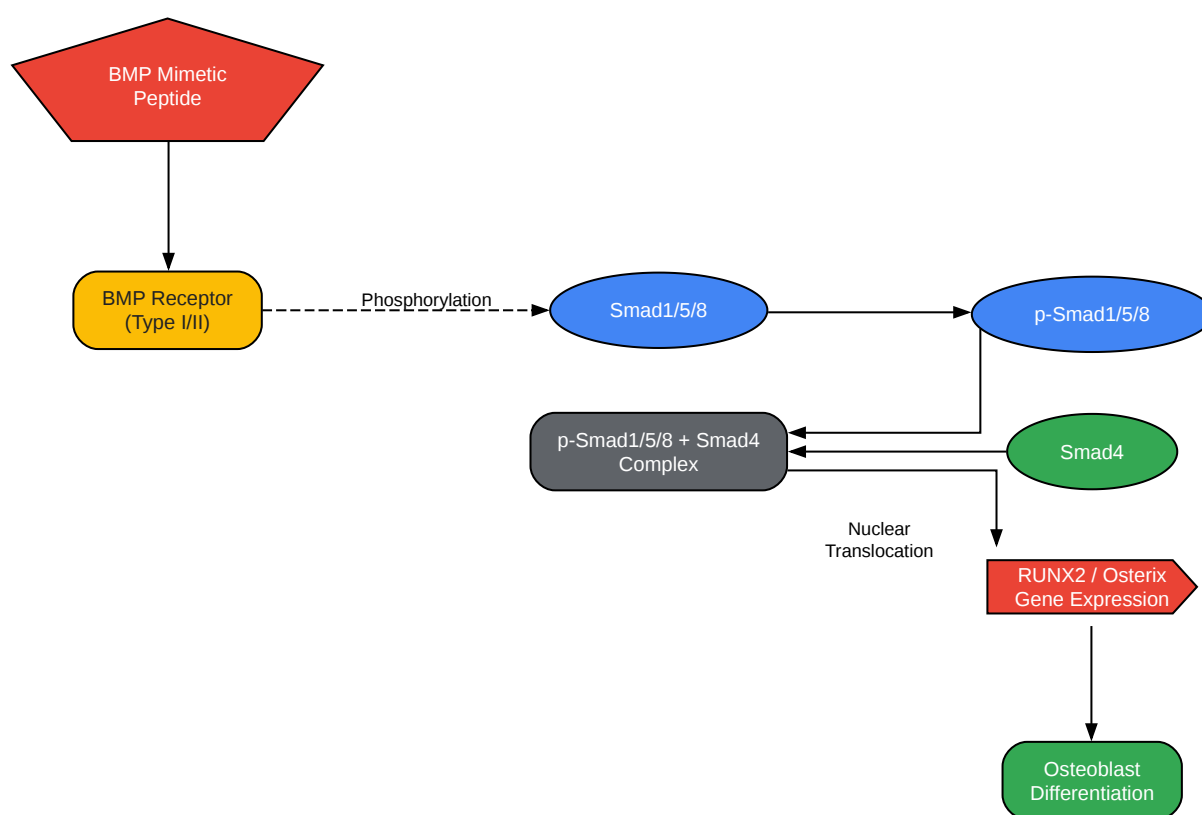 BMP Mimetic
Peptide
BMP Receptor
(Type I/II)
Phosphorylation
Smad1/5/8
p-Smad1/5/8
p-Smad1/5/8 + Smad4
Complex
Smad4
Nuclear
Translocation
RUNX2 / Osterix
Gene Expression
Osteoblast
Differentiation